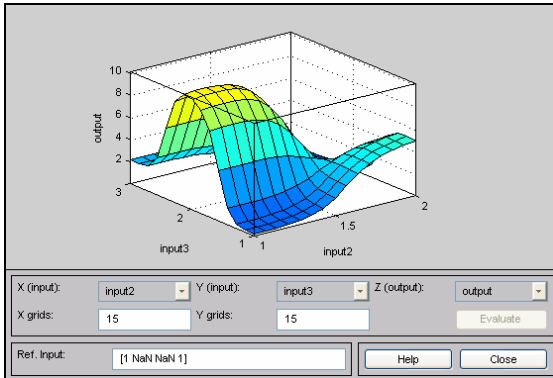 10
8
6
4
2
output
3
2
1
input3
1
1.5
2
input2
X (input): input2 Y (input): input3 Z (output): output
X grids: 15 Y grids: 15 Evaluate
Ref. Input: [1 NaN NaN 1] Help Close